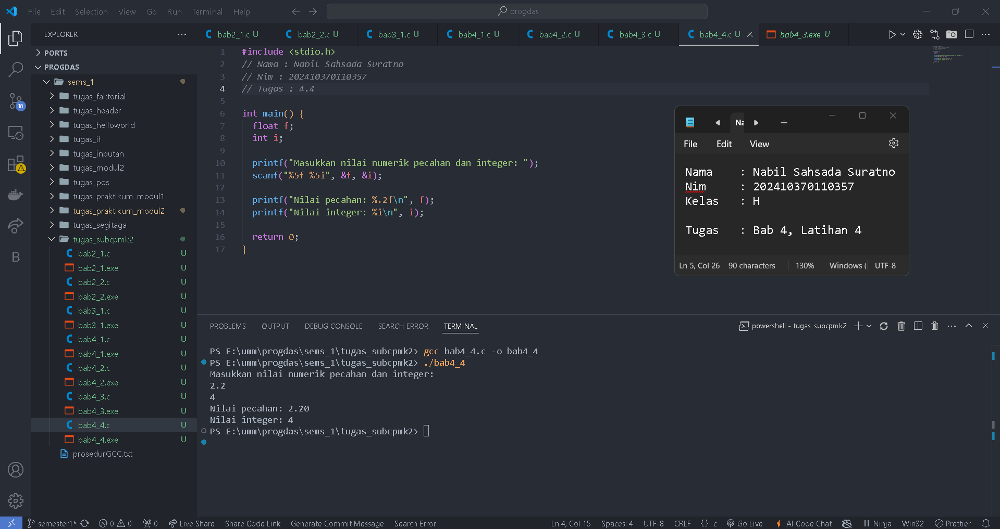 File Edit Selection View Go Run Terminal Help
progdas
EXPLORER
bab2_1.c U
bab2_2.c U
bab3_1.c U
bab4_1.c U
bab4_2.c U
bab4_3.c U
bab4_4.c U
bab4_3.exe U
PORTS
PROGDAS
sems_1
tugas_faktorial
tugas_header
tugas_helloworld
tugas_if
tugas_inputan
tugas_modul2
tugas_pos
tugas_praktikum_modul1
tugas_praktikum_modul2
tugas_segitaga
tugas_subcpmk2
bab2_1.c U
bab2_1.exe U
bab2_2.c U
bab2_2.exe U
bab3_1.c U
bab3_1.exe U
bab4_1.c U
bab4_1.exe U
bab4_2.c U
bab4_2.exe U
bab4_3.c U
bab4_3.exe U
bab4_4.c U
bab4_4.exe U
prosedurGCC.txt
18
B
1 #include <stdio.h>
2 // Nama : Nabil Sahsada Suratno
3 // Nim : 202410370110357
4 // Tugas : 4.4
5
6 int main() {
7 float f;
8 int i;
9
10 printf("Masukkan nilai numerik pecahan dan integer: ");
11 scanf("%5f %5i", &f, &i);
12
13 printf("Nilai pecahan: %.2f\n", f);
14 printf("Nilai integer: %i\n", i);
15
16 return 0;
17 }
Na
File Edit View
Nama : Nabil Sahsada Suratno
Nim : 202410370110357
Kelas : H
Tugas : Bab 4, Latihan 4
Ln 5, Col 26 90 characters 130% Windows ( UTF-8
PROBLEMS OUTPUT DEBUG CONSOLE SEARCH ERROR TERMINAL
powershell - tugas_subcpmk2
PS E:\umm\progdas\sems_1\tugas_subcpmk2> gcc bab4_4.c -o bab4_4
PS E:\umm\progdas\sems_1\tugas_subcpmk2> ./bab4_4
Masukkan nilai numerik pecahan dan integer:
2.2
4
Nilai pecahan: 2.20
Nilai integer: 4
PS E:\umm\progdas\sems_1\tugas_subcpmk2>
semester1* 0 0 0 Live Share Share Code Link Generate Commit Message Search Error
Ln 4, Col 15 Spaces: 4 UTF-8 CRLF {} c Go Live AI Code Chat Ninja Win32 Prettier